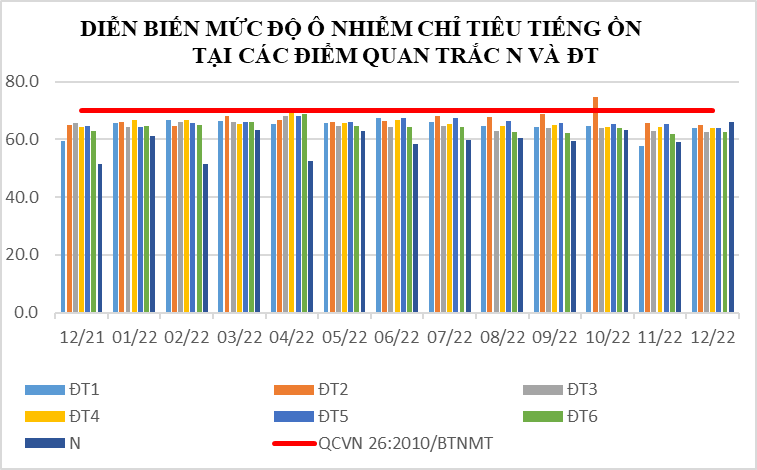 DIỄN BIẾN MỨC ĐỘ Ô NHIỄM CHỈ TIÊU TIẾNG ỒN
TẠI CÁC ĐIỂM QUAN TRẮC N VÀ ĐT
80.0
60.0
40.0
20.0
0.0
12/21 01/22 02/22 03/22 04/22 05/22 06/22 07/22 08/22 09/22 10/22 11/22 12/22
ĐT1 ĐT2 ĐT3
ĐT4 ĐT5 ĐT6
N QCVN 26:2010/BTNMT